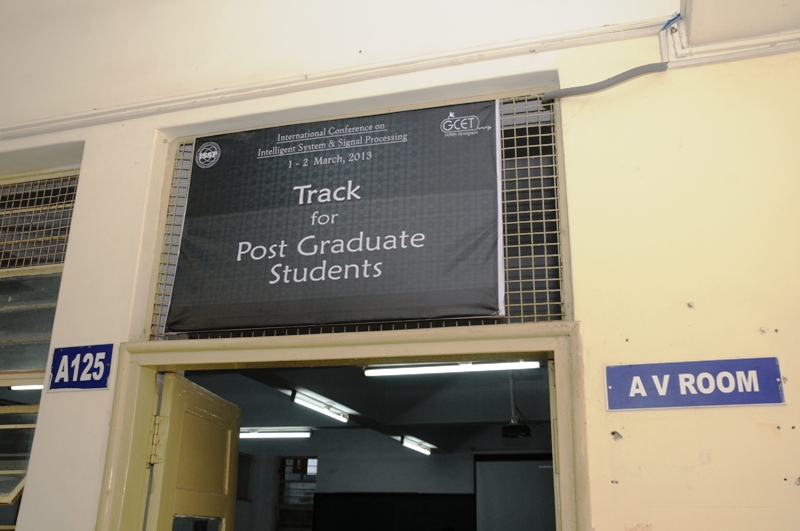 International Conference on
Intelligent System & Signal Processing
1 - 2 March, 2013
ISSP
GCET
Track
for
Post Graduate
Students
A125
A V ROOM